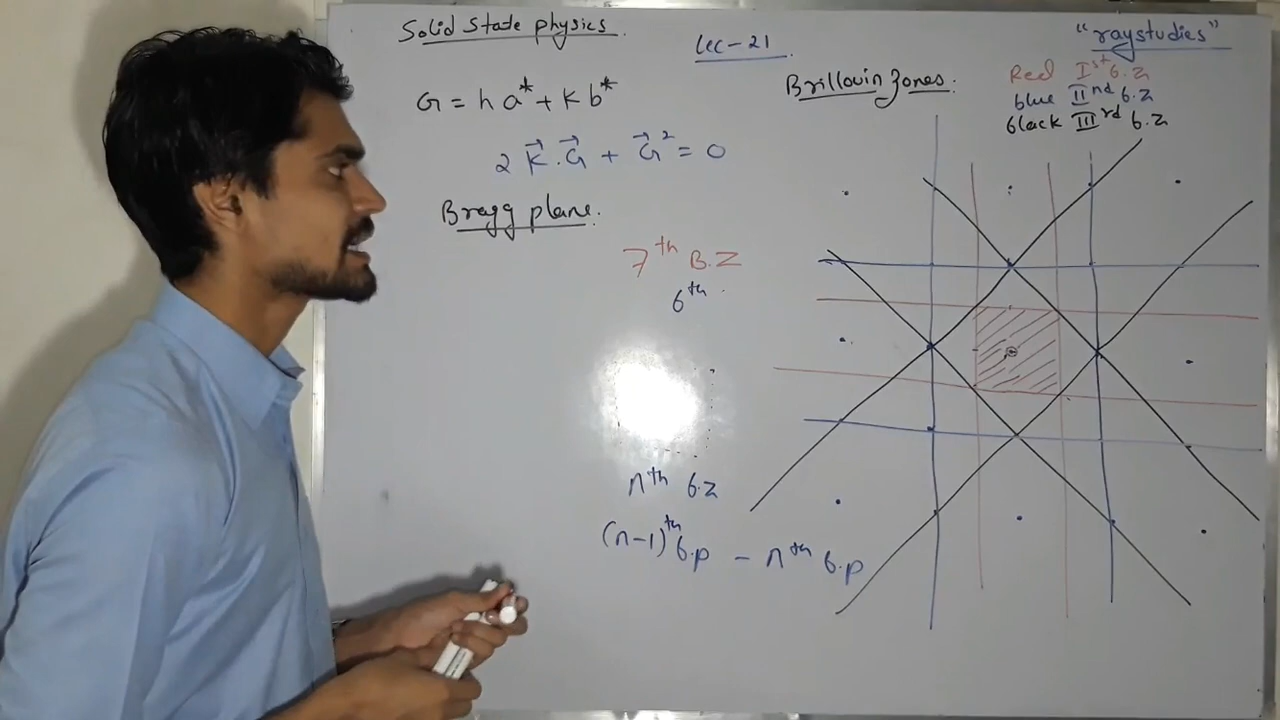 Solid State physics
Lec-21
"raystudies"
Brillouin Zones:
Red Iˢᵗ b.z
blue IIⁿᵈ b.z
black IIIʳᵈ b.z
G = h a* + k b*
2 K⃗ . G⃗ + G⃗² = 0
Bragg plane.
7ᵗʰ B.Z
6ᵗʰ
nᵗʰ b.z
(n-1)ᵗʰ b.p - nᵗʰ b.p